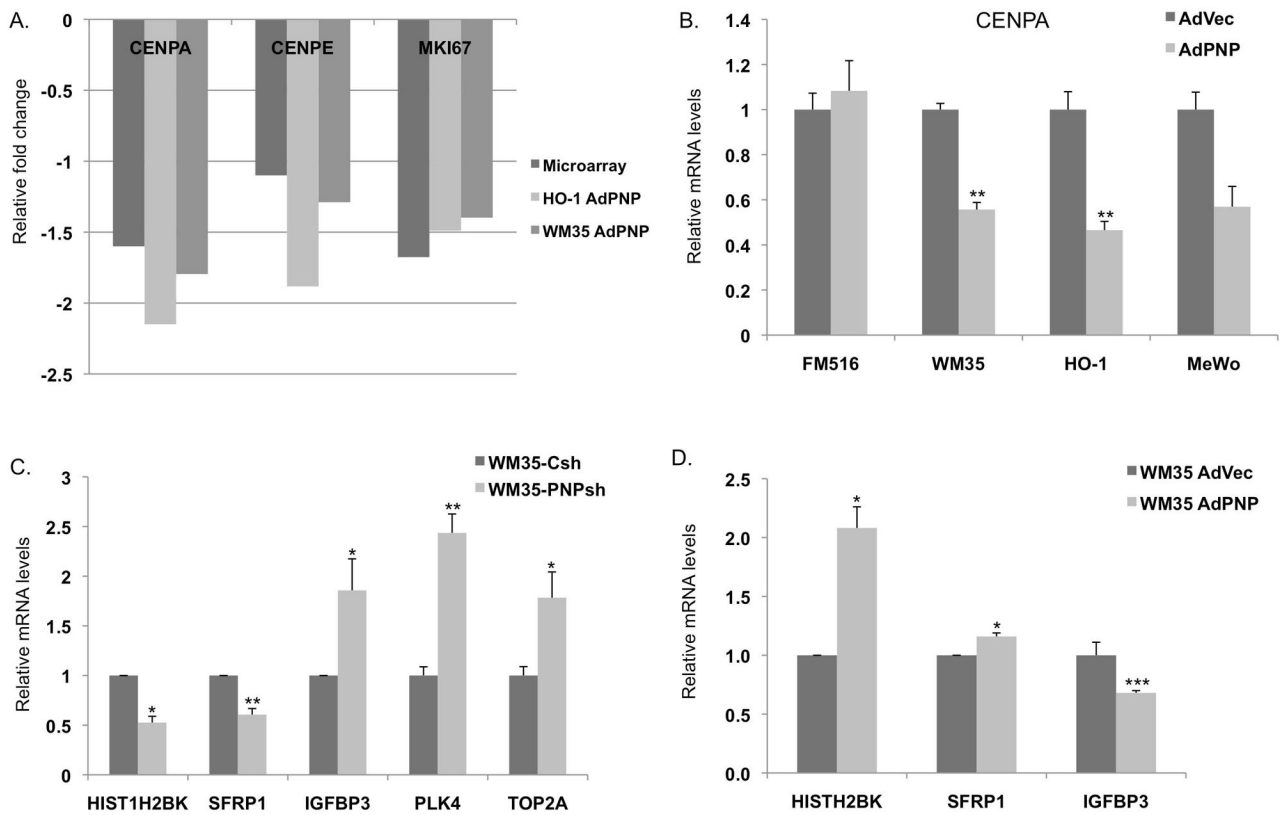 A.
0
-0.5
-1
-1.5
-2
-2.5
Relative fold change
CENPA
CENPE
MKI67
Microarray
HO-1 AdPNP
WM35 AdPNP
B.
CENPA
AdVec
AdPNP
1.4
1.2
1
0.8
0.6
0.4
0.2
0
Relative mRNA levels
**
**
FM516
WM35
HO-1
MeWo
C.
WM35-Csh
WM35-PNPsh
3
2.5
2
1.5
1
0.5
0
Relative mRNA levels
*
**
*
**
*
HIST1H2BK
SFRP1
IGFBP3
PLK4
TOP2A
D.
WM35 AdVec
WM35 AdPNP
2.5
2.0
1.5
1.0
0.5
0.0
Relative mRNA levels
*
*
***
HISTH2BK
SFRP1
IGFBP3